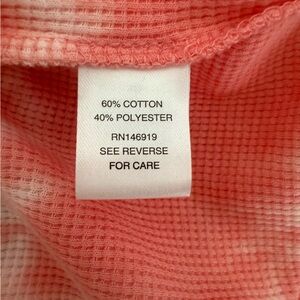 60% COTTON
40% POLYESTER
RN146919
SEE REVERSE
FOR CARE